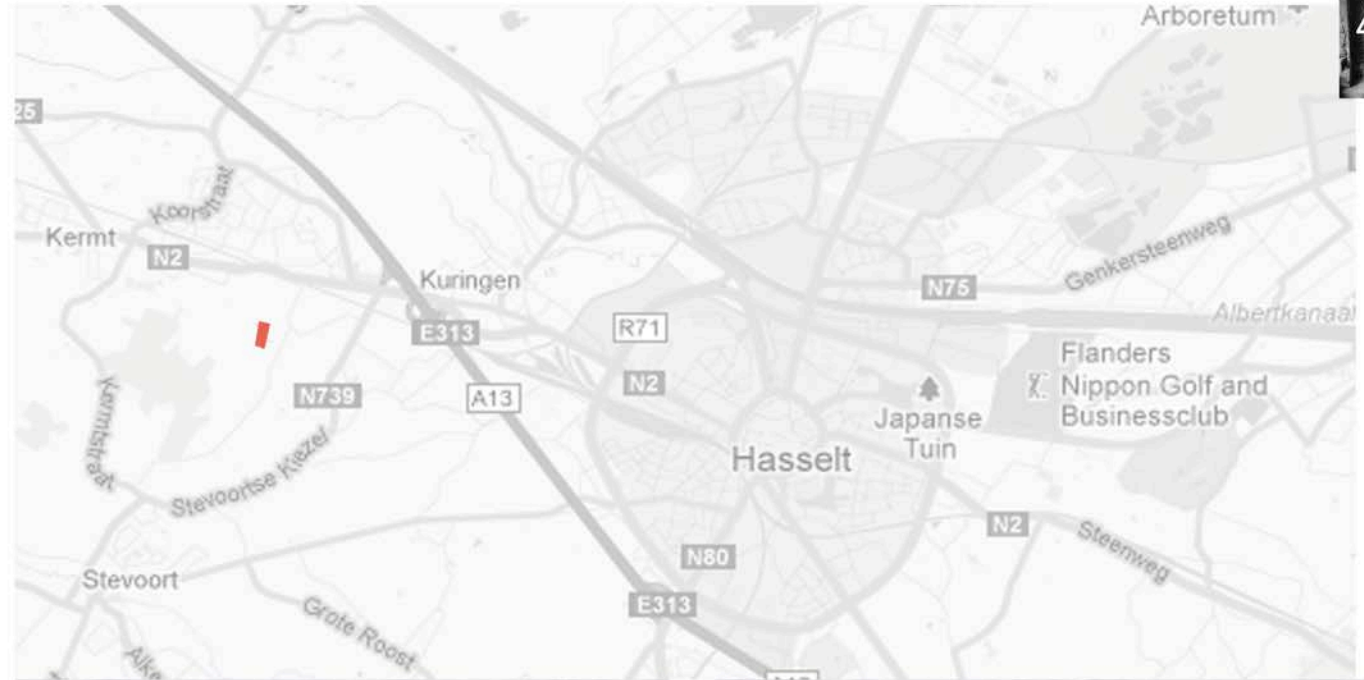 Arboretum
25
Koorstraat
Kermt
N2
Kuringen
Genkersteenweg
N75
Albertkanaal
R71
E313
Flanders
Nippon Golf and
Businessclub
N2
N739
A13
Japanse
Tuin
Kermtstraat
Hasselt
Stevoortse Kiezel
N2
Steenweg
N80
Stevoort
E313
Grote Roost
Alke